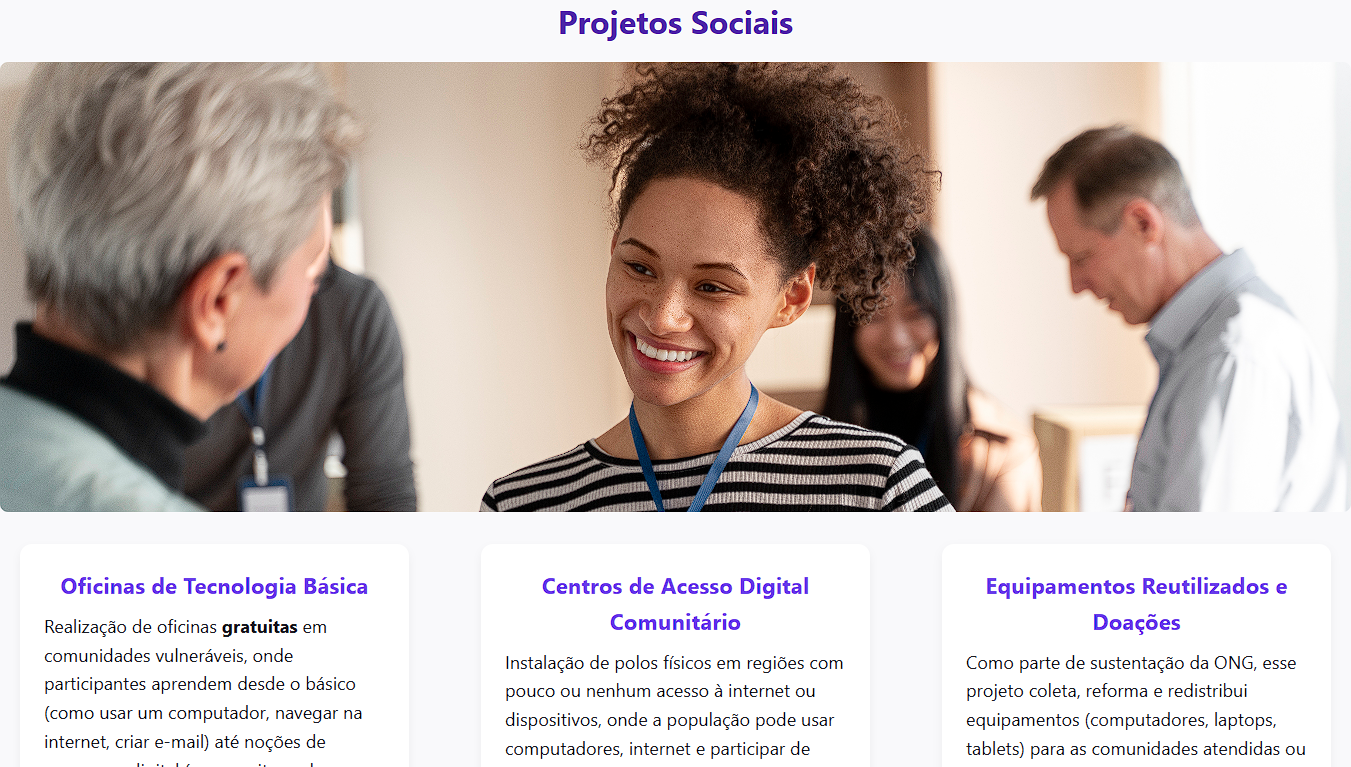 Projetos Sociais
Oficinas de Tecnologia Básica
Realização de oficinas gratuitas em
comunidades vulneráveis, onde
participantes aprendem desde o básico
(como usar um computador, navegar na
internet, criar e-mail) até noções de
Centros de Acesso Digital
Comunitário
Instalação de polos físicos em regiões com
pouco ou nenhum acesso à internet ou
dispositivos, onde a população pode usar
computadores, internet e participar de
Equipamentos Reutilizados e
Doações
Como parte de sustentação da ONG, esse
projeto coleta, reforma e redistribui
equipamentos (computadores, laptops,
tablets) para as comunidades atendidas ou